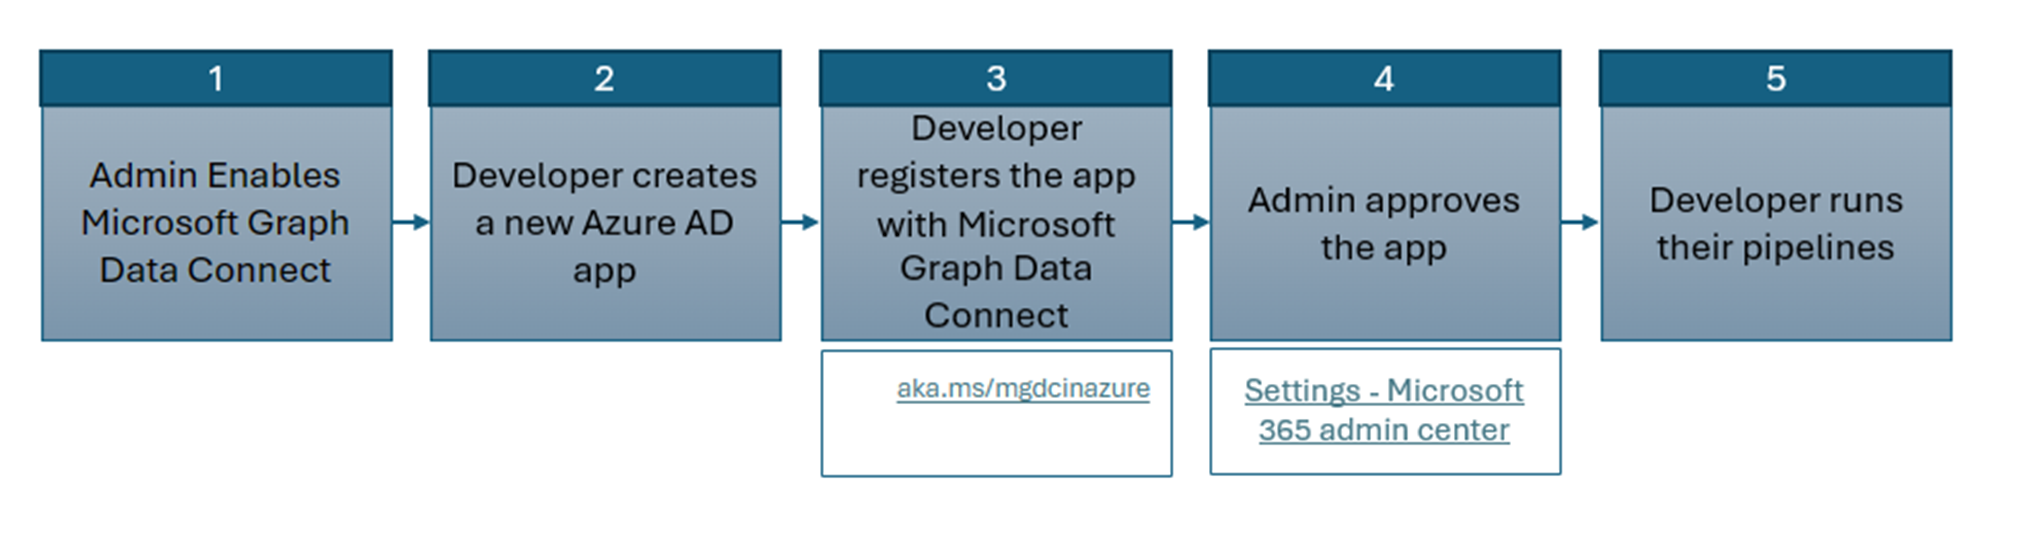 1
Admin Enables
Microsoft Graph
Data Connect
2
Developer creates
a new Azure AD
app
3
Developer
registers the app
with Microsoft
Graph Data
Connect
aka.ms/mgdcinazure
4
Admin approves
the app
Settings - Microsoft
365 admin center
5
Developer runs
their pipelines